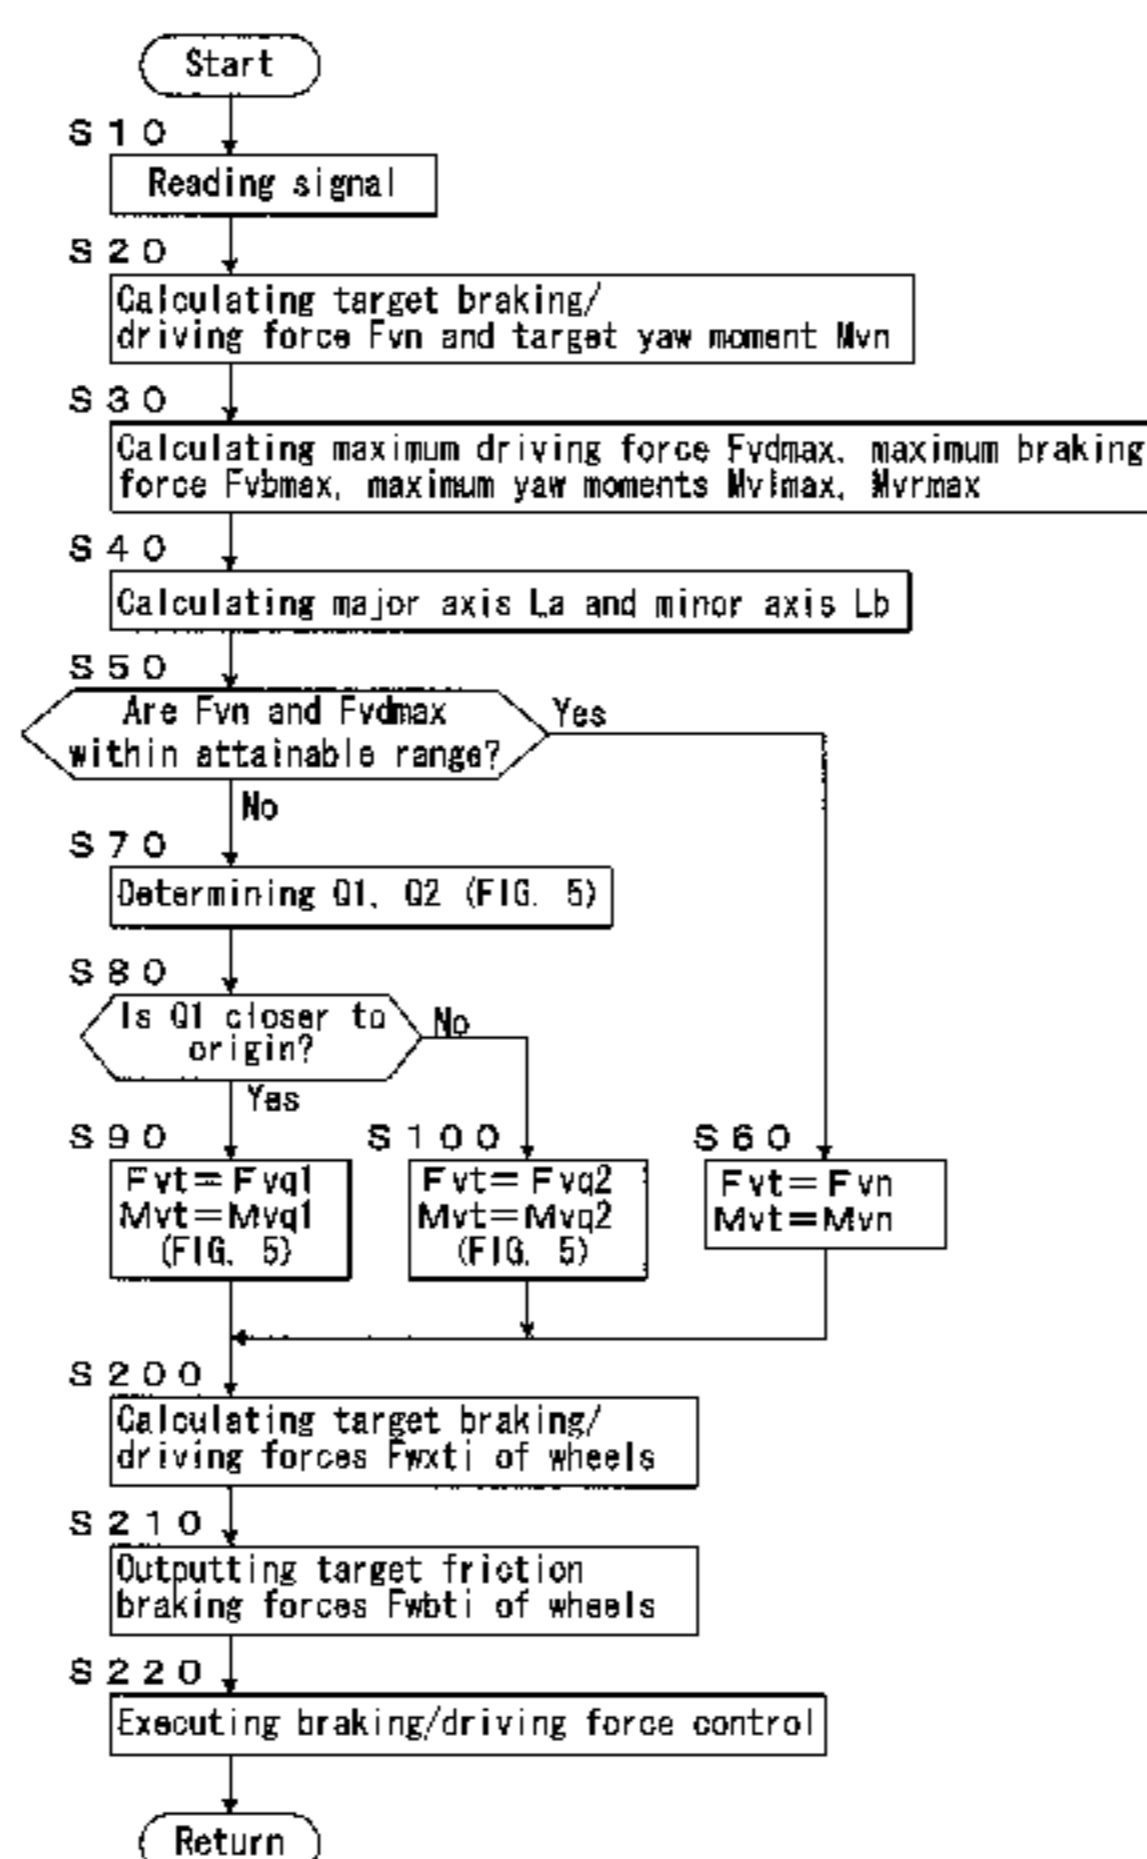 Start
S10
Reading signal
S20
Calculating target braking/
driving force Fvn and target yaw moment Mvn
S30
Calculating maximum driving force Fvdmax, maximum braking
force Fvbmax, maximum yaw moments Mvlmax, Mvrmax
S40
Calculating major axis La and minor axis Lb
S50
Are Fvn and Fvdmax
within attainable range?
Yes
No
S70
Determining Q1, Q2 (FIG. 5)
S80
Is Q1 closer to
origin?
No
Yes
S90
Fvt=Fvq1
Mvt=Mvq1
(FIG. 5)
S100
Fvt=Fvq2
Mvt=Mvq2
(FIG. 5)
S60
Fvt=Fvn
Mvt=Mvn
S200
Calculating target braking/
driving forces Fwxti of wheels
S210
Outputting target friction
braking forces Fwbti of wheels
S220
Executing braking/driving force control
Return